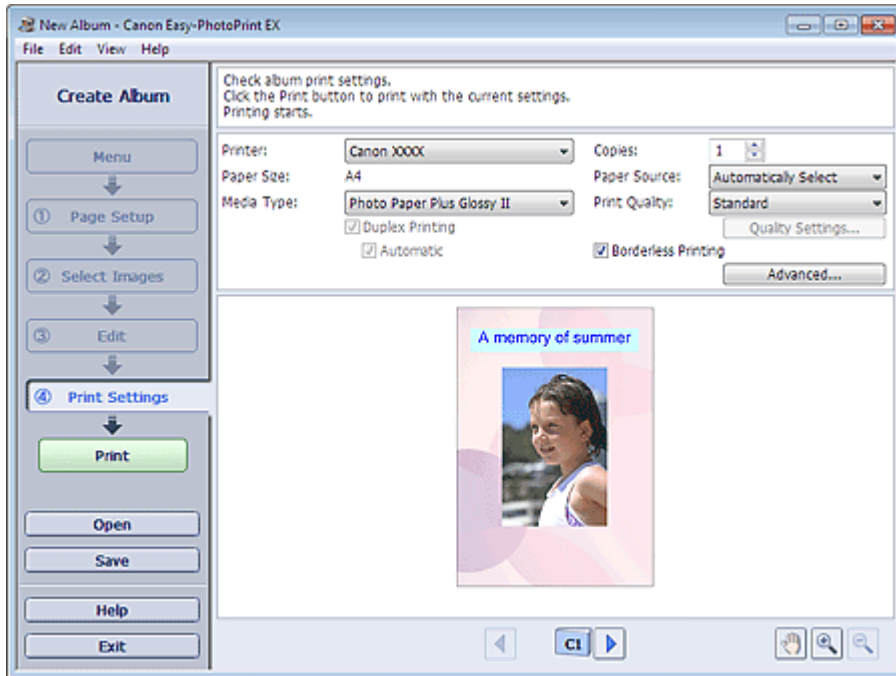 New Album - Canon Easy-PhotoPrint EX
File Edit View Help
Create Album
Menu
① Page Setup
② Select Images
③ Edit
④ Print Settings
Print
Open
Save
Help
Exit
Check album print settings.
Click the Print button to print with the current settings.
Printing starts.
Printer: Canon XXXX Copies: 1
Paper Size: A4 Paper Source: Automatically Select
Media Type: Photo Paper Plus Glossy II Print Quality: Standard
Duplex Printing Quality Settings...
Automatic Borderless Printing
Advanced...
A memory of summer
C1